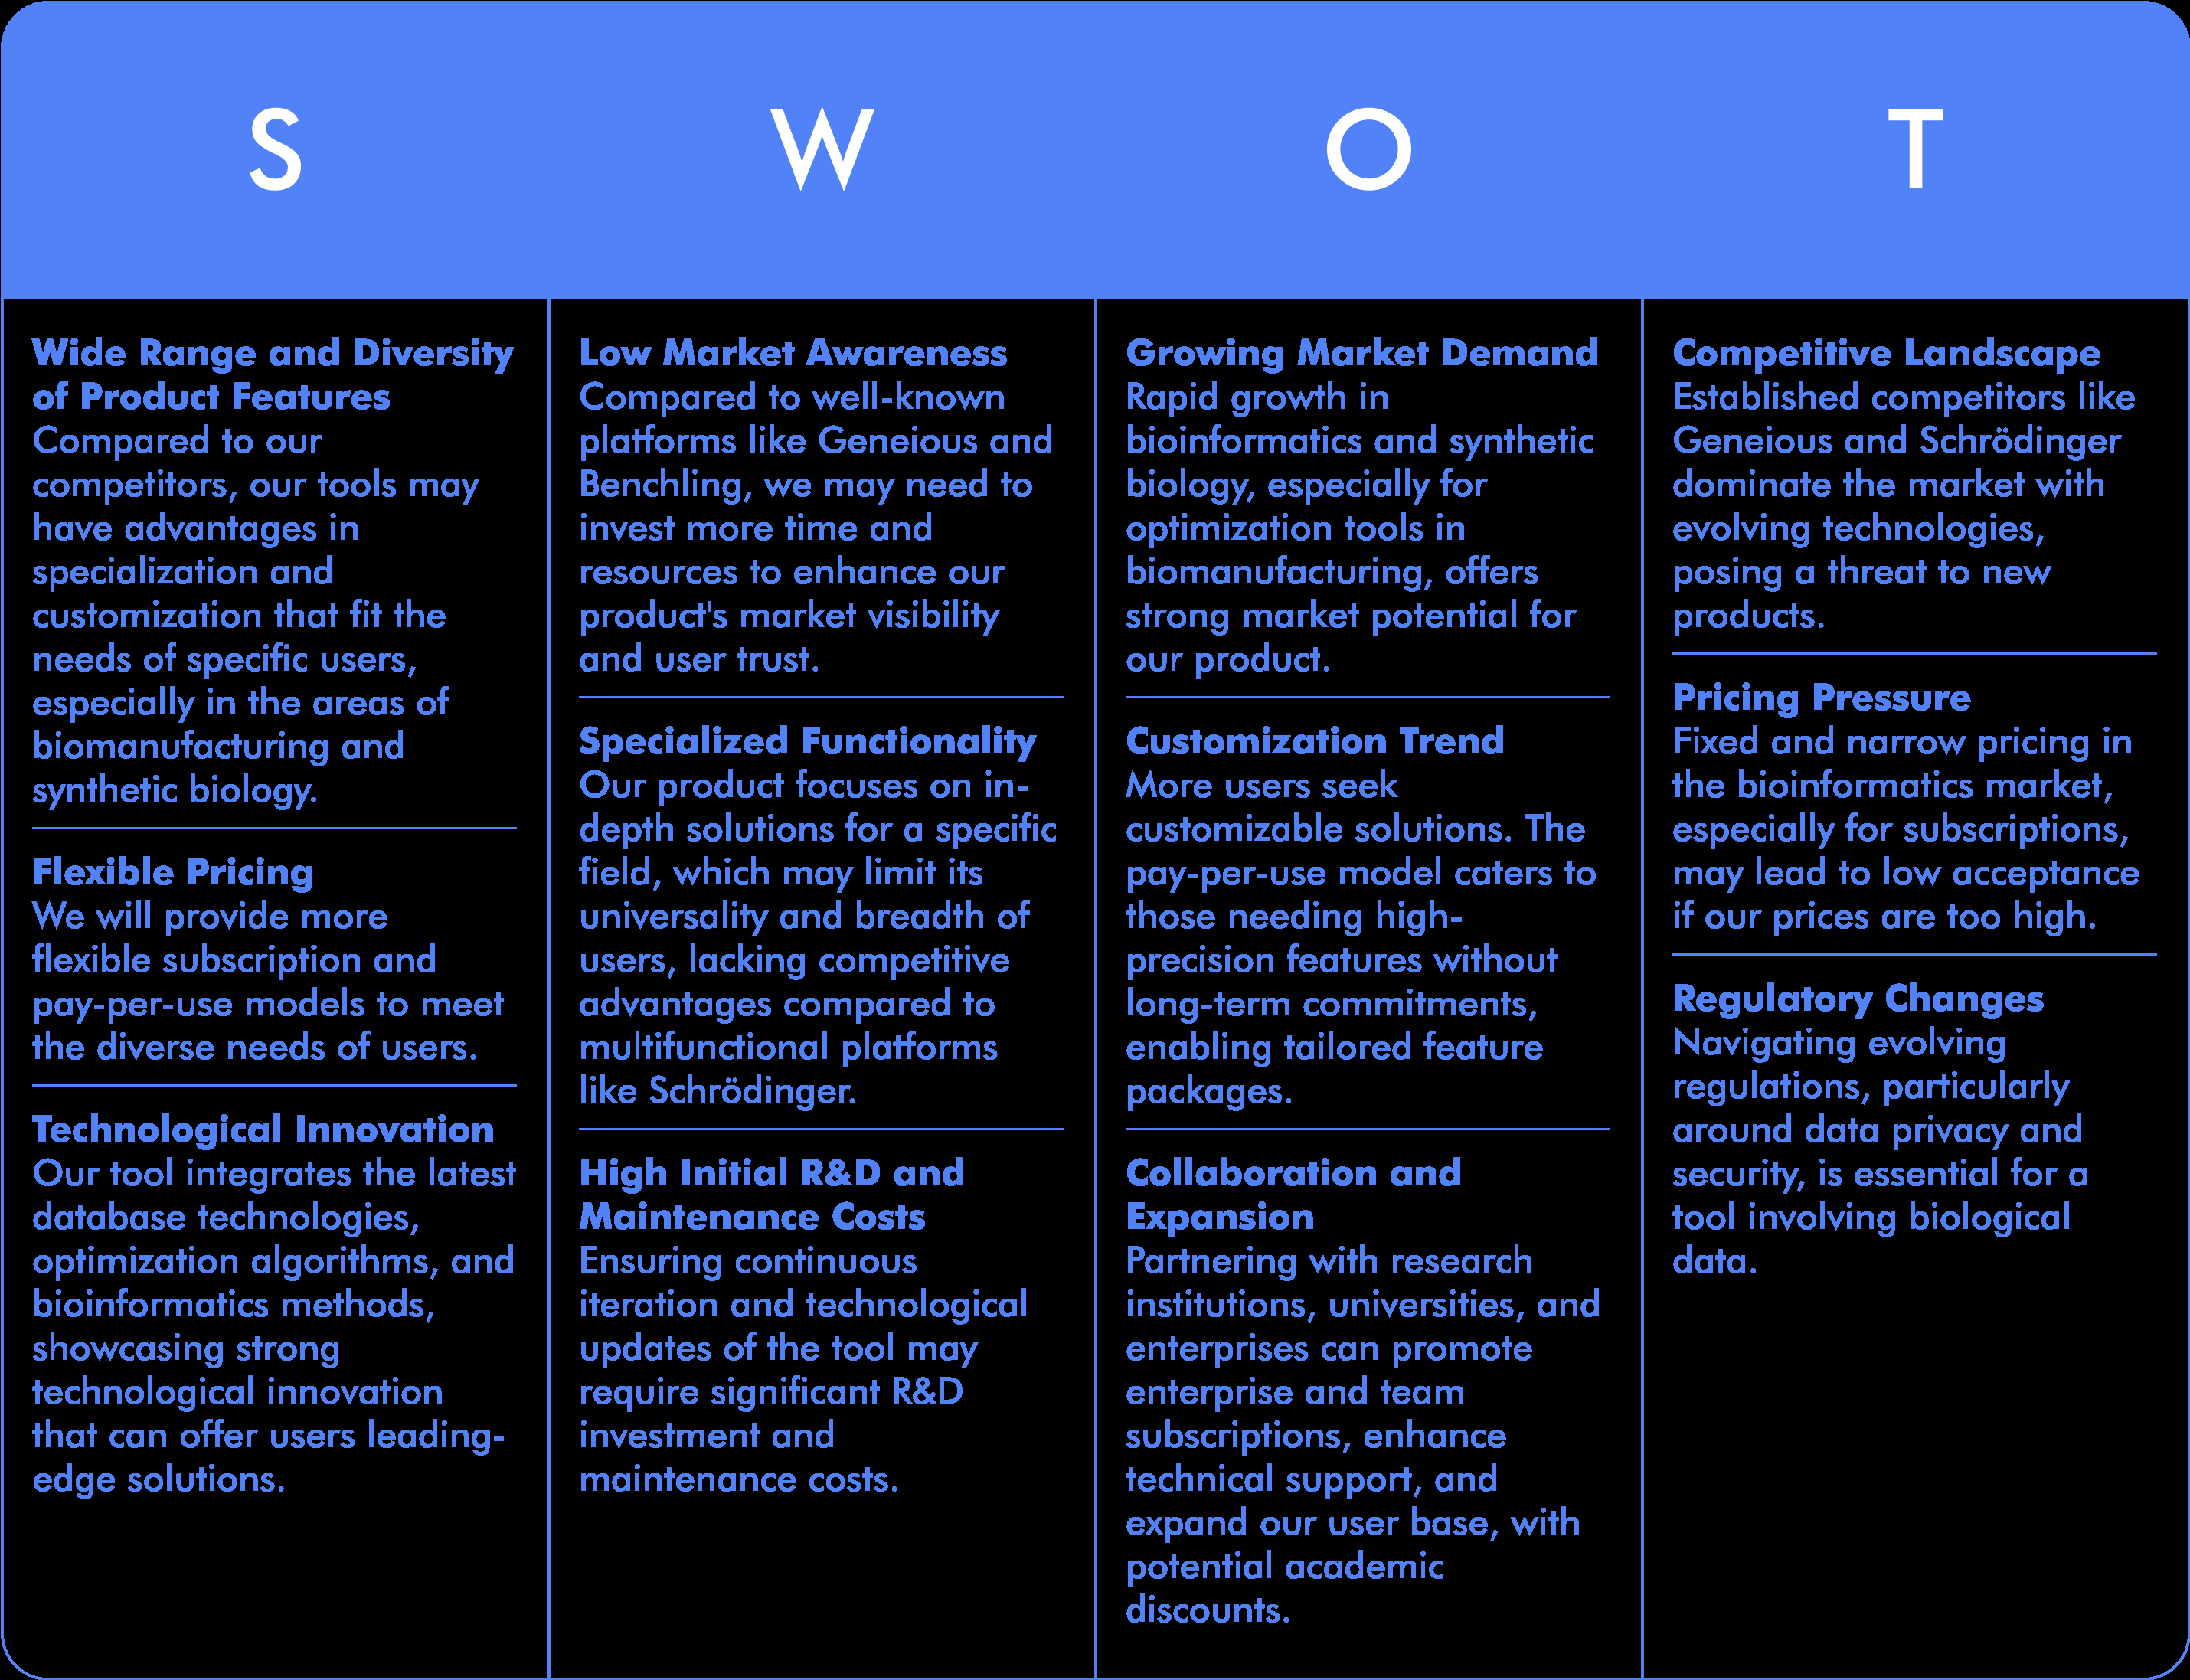 S
W
O
T
Wide Range and Diversity
of Product Features
Compared to our
competitors, our tools may
have advantages in
specialization and
customization that fit the
needs of specific users,
especially in the areas of
biomanufacturing and
synthetic biology.
Flexible Pricing
We will provide more
flexible subscription and
pay-per-use models to meet
the diverse needs of users.
Technological Innovation
Our tool integrates the latest
database technologies,
optimization algorithms, and
bioinformatics methods,
showcasing strong
technological innovation
that can offer users leading-
edge solutions.
Low Market Awareness
Compared to well-known
platforms like Geneious and
Benchling, we may need to
invest more time and
resources to enhance our
product's market visibility
and user trust.
Specialized Functionality
Our product focuses on in-
depth solutions for a specific
field, which may limit its
universality and breadth of
users, lacking competitive
advantages compared to
multifunctional platforms
like Schrödinger.
High Initial R&D and
Maintenance Costs
Ensuring continuous
iteration and technological
updates of the tool may
require significant R&D
investment and
maintenance costs.
Growing Market Demand
Rapid growth in
bioinformatics and synthetic
biology, especially for
optimization tools in
biomanufacturing, offers
strong market potential for
our product.
Customization Trend
More users seek
customizable solutions. The
pay-per-use model caters to
those needing high-
precision features without
long-term commitments,
enabling tailored feature
packages.
Collaboration and
Expansion
Partnering with research
institutions, universities, and
enterprises can promote
enterprise and team
subscriptions, enhance
technical support, and
expand our user base, with
potential academic
discounts.
Competitive Landscape
Established competitors like
Geneious and Schrödinger
dominate the market with
evolving technologies,
posing a threat to new
products.
Pricing Pressure
Fixed and narrow pricing in
the bioinformatics market,
especially for subscriptions,
may lead to low acceptance
if our prices are too high.
Regulatory Changes
Navigating evolving
regulations, particularly
around data privacy and
security, is essential for a
tool involving biological
data.